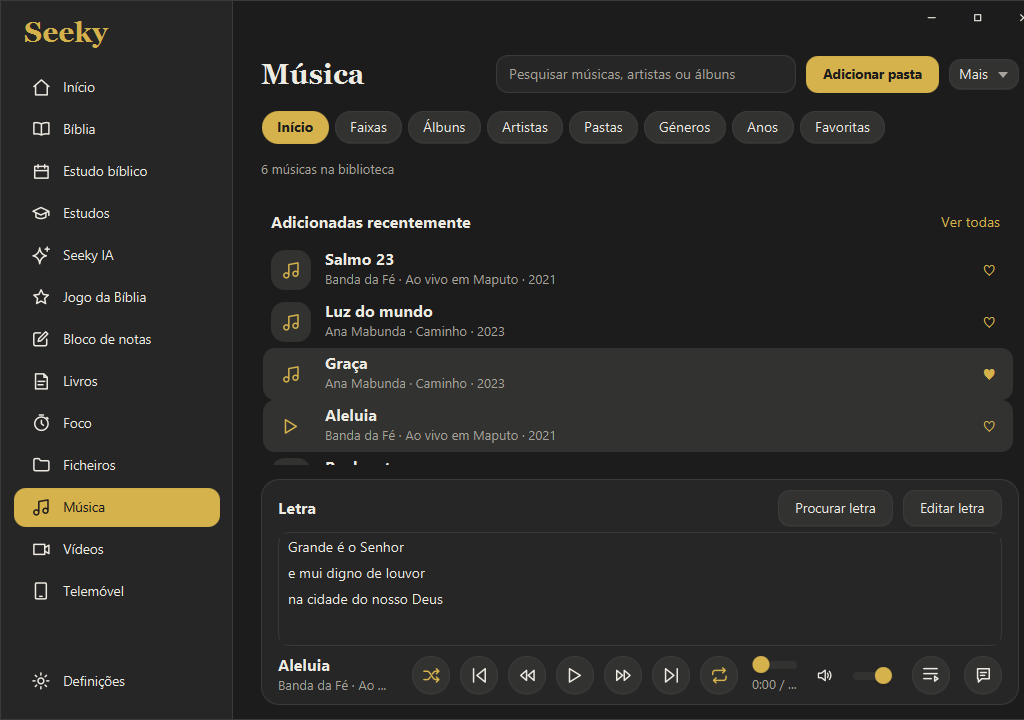 Seeky
Início
Bíblia
Estudo bíblico
Estudos
Seeky IA
Jogo da Bíblia
Bloco de notas
Livros
Foco
Ficheiros
Música
Vídeos
Telemóvel
Definições
Música
Pesquisar músicas, artistas ou álbuns
Adicionar pasta
Mais
Início
Faixas
Álbuns
Artistas
Pastas
Géneros
Anos
Favoritas
6 músicas na biblioteca
Adicionadas recentemente
Ver todas
Salmo 23
Banda da Fé · Ao vivo em Maputo · 2021
Luz do mundo
Ana Mabunda · Caminho · 2023
Graça
Ana Mabunda · Caminho · 2023
Aleluia
Banda da Fé · Ao vivo em Maputo · 2021
Letra
Procurar letra
Editar letra
Grande é o Senhor
e mui digno de louvor
na cidade do nosso Deus
Aleluia
Banda da Fé · Ao ...
0:00 / ...